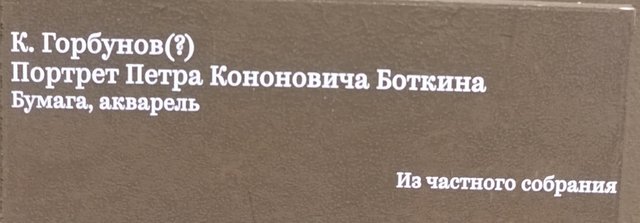 К. Горбунов(?)
Портрет Петра Кононовича Боткина
Бумага, акварель
Из частного собрания